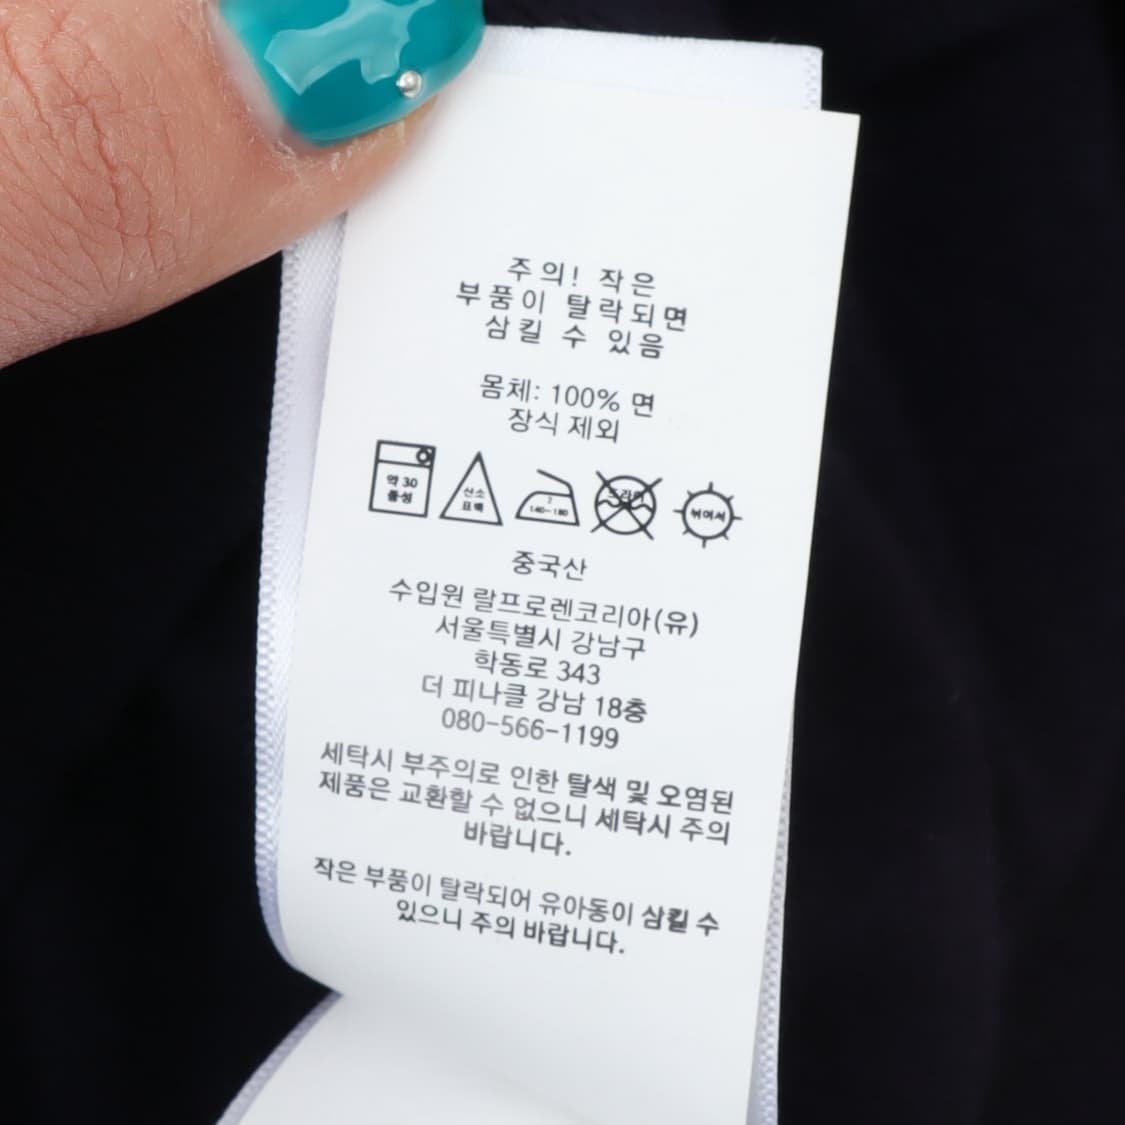 주의! 작은
부품이 탈락되면
삼킬 수 있음
몸체: 100% 면
장식 제외
약 30
중성
산소
표백
2
140~160
드라이
뉘어서
중국산
수입원 랄프로렌코리아(유)
서울특별시 강남구
학동로 343
더 피나클 강남 18층
080-566-1199
세탁시 부주의로 인한 탈색 및 오염된
제품은 교환할 수 없으니 세탁시 주의
바랍니다.
작은 부품이 탈락되어 유아동이 삼킬 수
있으니 주의 바랍니다.